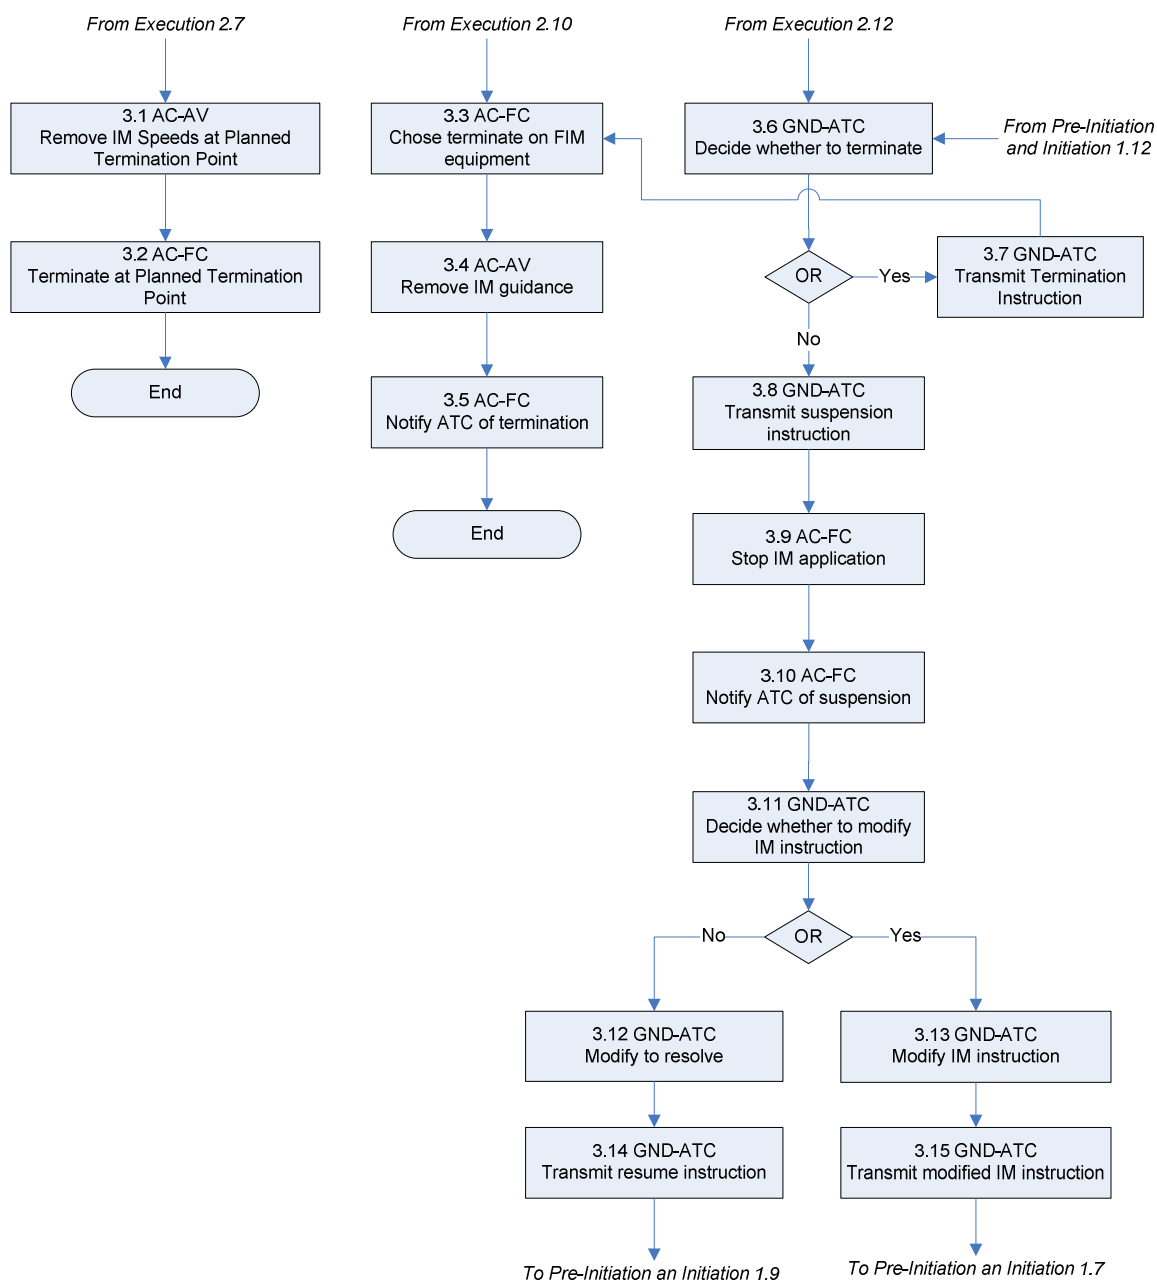 From Execution 2.7
From Execution 2.10
From Execution 2.12
3.1 AC-AV
Remove IM Speeds at Planned
Termination Point
3.3 AC-FC
Chose terminate on FIM
equipment
3.6 GND-ATC
Decide whether to terminate
From Pre-Initiation
and Initiation 1.12
3.2 AC-FC
Terminate at Planned Termination
Point
3.4 AC-AV
Remove IM guidance
OR
Yes
3.7 GND-ATC
Transmit Termination
Instruction
No
End
3.5 AC-FC
Notify ATC of termination
3.8 GND-ATC
Transmit suspension
instruction
End
3.9 AC-FC
Stop IM application
3.10 AC-FC
Notify ATC of suspension
3.11 GND-ATC
Decide whether to modify
IM instruction
No
OR
Yes
3.12 GND-ATC
Modify to resolve
3.13 GND-ATC
Modify IM instruction
3.14 GND-ATC
Transmit resume instruction
3.15 GND-ATC
Transmit modified IM instruction
To Pre-Initiation an Initiation 1.9
To Pre-Initiation an Initiation 1.7